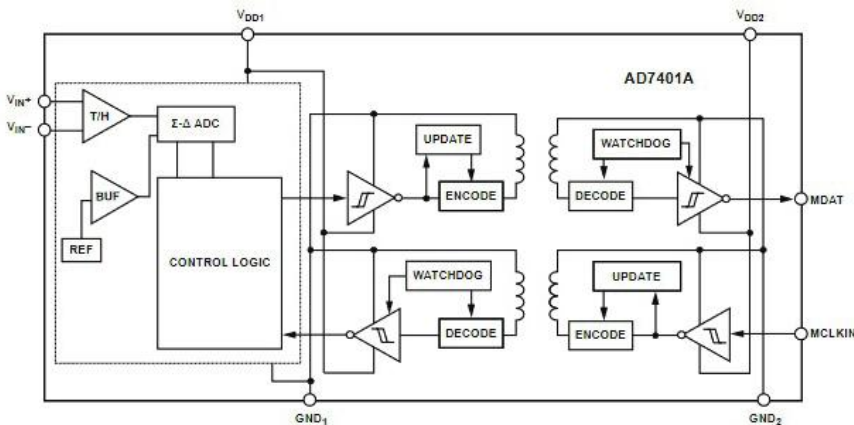 VDD1
VDD2
AD7401A
VIN+
VIN−
T/H
Σ-Δ ADC
BUF
REF
CONTROL LOGIC
UPDATE
ENCODE
WATCHDOG
DECODE
MDAT
WATCHDOG
DECODE
UPDATE
ENCODE
MCLKIN
GND1
GND2